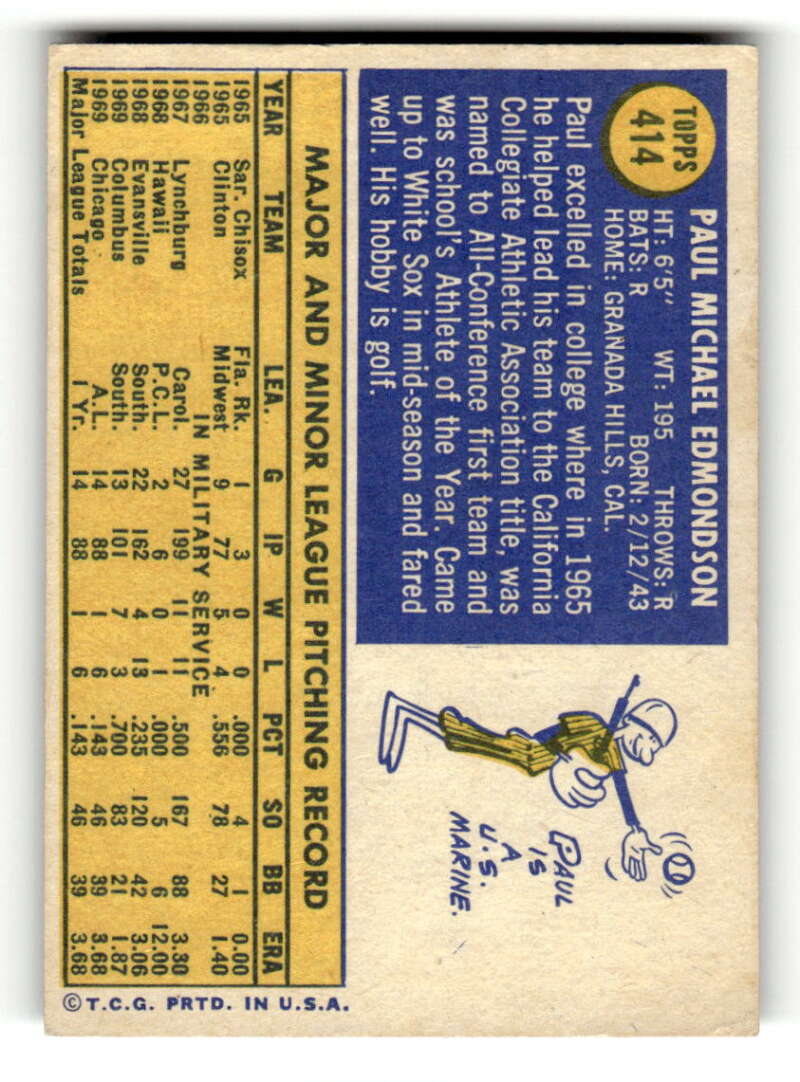 TOPPS
414
PAUL MICHAEL EDMONDSON
HT: 6'5" WT: 195 THROWS: R
BATS: R BORN: 2/12/43
HOME: GRANADA HILLS, CAL.
Paul excelled in college where in 1965
he helped lead his team to the California
Collegiate Athletic Association title, was
named to All-Conference first team and
was school's Athlete of the Year. Came
up to White Sox in mid-season and fared
well. His hobby is golf.
PAUL
IS
A
U.S.
MARINE.
MAJOR AND MINOR LEAGUE PITCHING RECORD
YEAR TEAM LEA. G IP W L PCT SO BB ERA
1965 Sar. Chisox Fla. Rk. 1 3 0 0 .000 4 1 0.00
1965 Clinton Midwest 9 77 5 4 .556 78 27 1.40
1966 IN MILITARY SERVICE
1967 Lynchburg Carol. 27 199 11 11 .500 167 88 3.30
1968 Hawaii P.C.L. 2 6 0 1 .000 5 6 12.00
1968 Evansville South. 22 162 4 13 .235 120 42 3.06
1969 Columbus South. 13 101 7 3 .700 83 21 1.87
1969 Chicago A.L. 14 88 1 6 .143 46 39 3.68
Major League Totals 1 Yr. 14 88 1 6 .143 46 39 3.68
© T.C.G. PRTD. IN U.S.A.